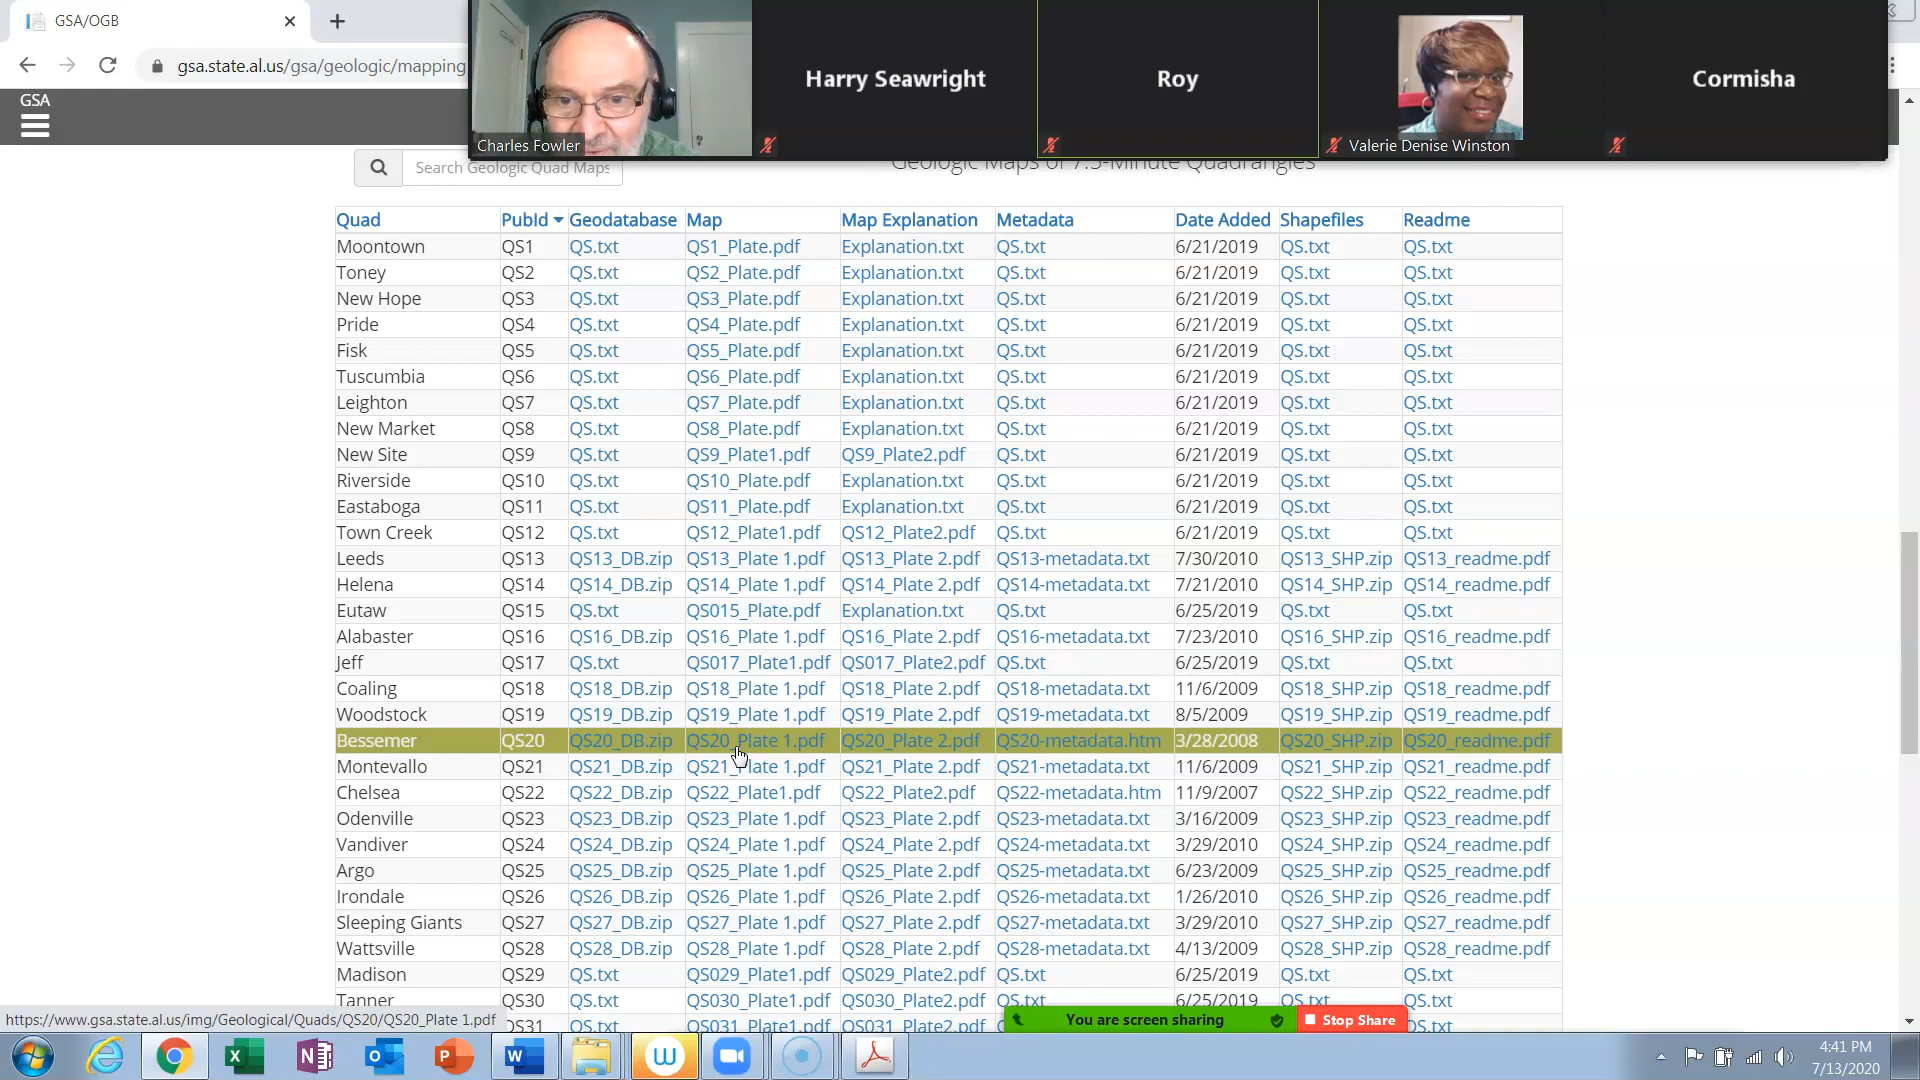 GSA/OGB
gsa.state.al.us/gsa/geologic/mapping
Charles Fowler
Harry Seawright
Roy
Valerie Denise Winston
Cormisha
GSA
Search Geologic Quad Maps
Geologic Maps of 7.5-Minute Quadrangles
Quad PubId Geodatabase Map Map Explanation Metadata Date Added Shapefiles Readme
Moontown QS1 QS.txt QS1_Plate.pdf Explanation.txt QS.txt 6/21/2019 QS.txt QS.txt
Toney QS2 QS.txt QS2_Plate.pdf Explanation.txt QS.txt 6/21/2019 QS.txt QS.txt
New Hope QS3 QS.txt QS3_Plate.pdf Explanation.txt QS.txt 6/21/2019 QS.txt QS.txt
Pride QS4 QS.txt QS4_Plate.pdf Explanation.txt QS.txt 6/21/2019 QS.txt QS.txt
Fisk QS5 QS.txt QS5_Plate.pdf Explanation.txt QS.txt 6/21/2019 QS.txt QS.txt
Tuscumbia QS6 QS.txt QS6_Plate.pdf Explanation.txt QS.txt 6/21/2019 QS.txt QS.txt
Leighton QS7 QS.txt QS7_Plate.pdf Explanation.txt QS.txt 6/21/2019 QS.txt QS.txt
New Market QS8 QS.txt QS8_Plate.pdf Explanation.txt QS.txt 6/21/2019 QS.txt QS.txt
New Site QS9 QS.txt QS9_Plate1.pdf QS9_Plate2.pdf QS.txt 6/21/2019 QS.txt QS.txt
Riverside QS10 QS.txt QS10_Plate.pdf Explanation.txt QS.txt 6/21/2019 QS.txt QS.txt
Eastaboga QS11 QS.txt QS11_Plate.pdf Explanation.txt QS.txt 6/21/2019 QS.txt QS.txt
Town Creek QS12 QS.txt QS12_Plate1.pdf QS12_Plate2.pdf QS.txt 6/21/2019 QS.txt QS.txt
Leeds QS13 QS13_DB.zip QS13_Plate 1.pdf QS13_Plate 2.pdf QS13-metadata.txt 7/30/2010 QS13_SHP.zip QS13_readme.pdf
Helena QS14 QS14_DB.zip QS14_Plate 1.pdf QS14_Plate 2.pdf QS14-metadata.txt 7/21/2010 QS14_SHP.zip QS14_readme.pdf
Eutaw QS15 QS.txt QS015_Plate.pdf Explanation.txt QS.txt 6/25/2019 QS.txt QS.txt
Alabaster QS16 QS16_DB.zip QS16_Plate 1.pdf QS16_Plate 2.pdf QS16-metadata.txt 7/23/2010 QS16_SHP.zip QS16_readme.pdf
Jeff QS17 QS.txt QS017_Plate1.pdf QS017_Plate2.pdf QS.txt 6/25/2019 QS.txt QS.txt
Coaling QS18 QS18_DB.zip QS18_Plate 1.pdf QS18_Plate 2.pdf QS18-metadata.txt 11/6/2009 QS18_SHP.zip QS18_readme.pdf
Woodstock QS19 QS19_DB.zip QS19_Plate 1.pdf QS19_Plate 2.pdf QS19-metadata.txt 8/5/2009 QS19_SHP.zip QS19_readme.pdf
Bessemer QS20 QS20_DB.zip QS20_Plate 1.pdf QS20_Plate 2.pdf QS20-metadata.htm 3/28/2008 QS20_SHP.zip QS20_readme.pdf
Montevallo QS21 QS21_DB.zip QS21_Plate 1.pdf QS21_Plate 2.pdf QS21-metadata.txt 11/6/2009 QS21_SHP.zip QS21_readme.pdf
Chelsea QS22 QS22_DB.zip QS22_Plate1.pdf QS22_Plate2.pdf QS22-metadata.htm 11/9/2007 QS22_SHP.zip QS22_readme.pdf
Odenville QS23 QS23_DB.zip QS23_Plate 1.pdf QS23_Plate 2.pdf QS23-metadata.txt 3/16/2009 QS23_SHP.zip QS23_readme.pdf
Vandiver QS24 QS24_DB.zip QS24_Plate 1.pdf QS24_Plate 2.pdf QS24-metadata.txt 3/29/2010 QS24_SHP.zip QS24_readme.pdf
Argo QS25 QS25_DB.zip QS25_Plate 1.pdf QS25_Plate 2.pdf QS25-metadata.txt 6/23/2009 QS25_SHP.zip QS25_readme.pdf
Irondale QS26 QS26_DB.zip QS26_Plate 1.pdf QS26_Plate 2.pdf QS26-metadata.txt 1/26/2010 QS26_SHP.zip QS26_readme.pdf
Sleeping Giants QS27 QS27_DB.zip QS27_Plate 1.pdf QS27_Plate 2.pdf QS27-metadata.txt 3/29/2010 QS27_SHP.zip QS27_readme.pdf
Wattsville QS28 QS28_DB.zip QS28_Plate 1.pdf QS28_Plate 2.pdf QS28-metadata.txt 4/13/2009 QS28_SHP.zip QS28_readme.pdf
Madison QS29 QS.txt QS029_Plate1.pdf QS029_Plate2.pdf QS.txt 6/25/2019 QS.txt QS.txt
Tanner QS30 QS.txt QS030_Plate1.pdf QS030_Plate2.pdf QS.txt 6/25/2019 QS.txt QS.txt
QS31 QS.txt QS031_Plate1.pdf QS031_Plate2.pdf
https://www.gsa.state.al.us/img/Geological/Quads/QS20/QS20_Plate 1.pdf
You are screen sharing
Stop Share
4:41 PM
7/13/2020